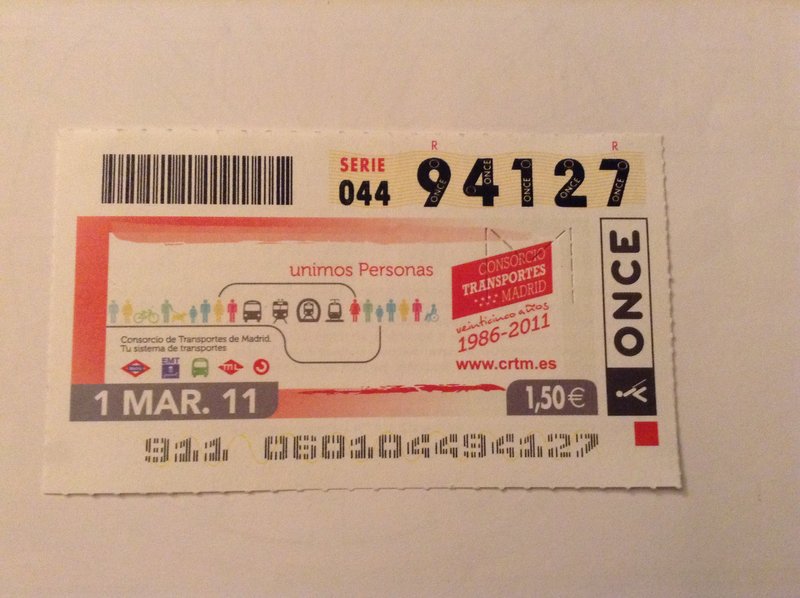 R R
SERIE
044
94127
unimos Personas
CONSORCIO
TRANSPORTES
MADRID
veinticinco años
1986-2011
www.crtm.es
Consorcio de Transportes de Madrid.
Tu sistema de transportes
EMT
ML
1 MAR. 11
1,50€
ONCE
911 060104494127